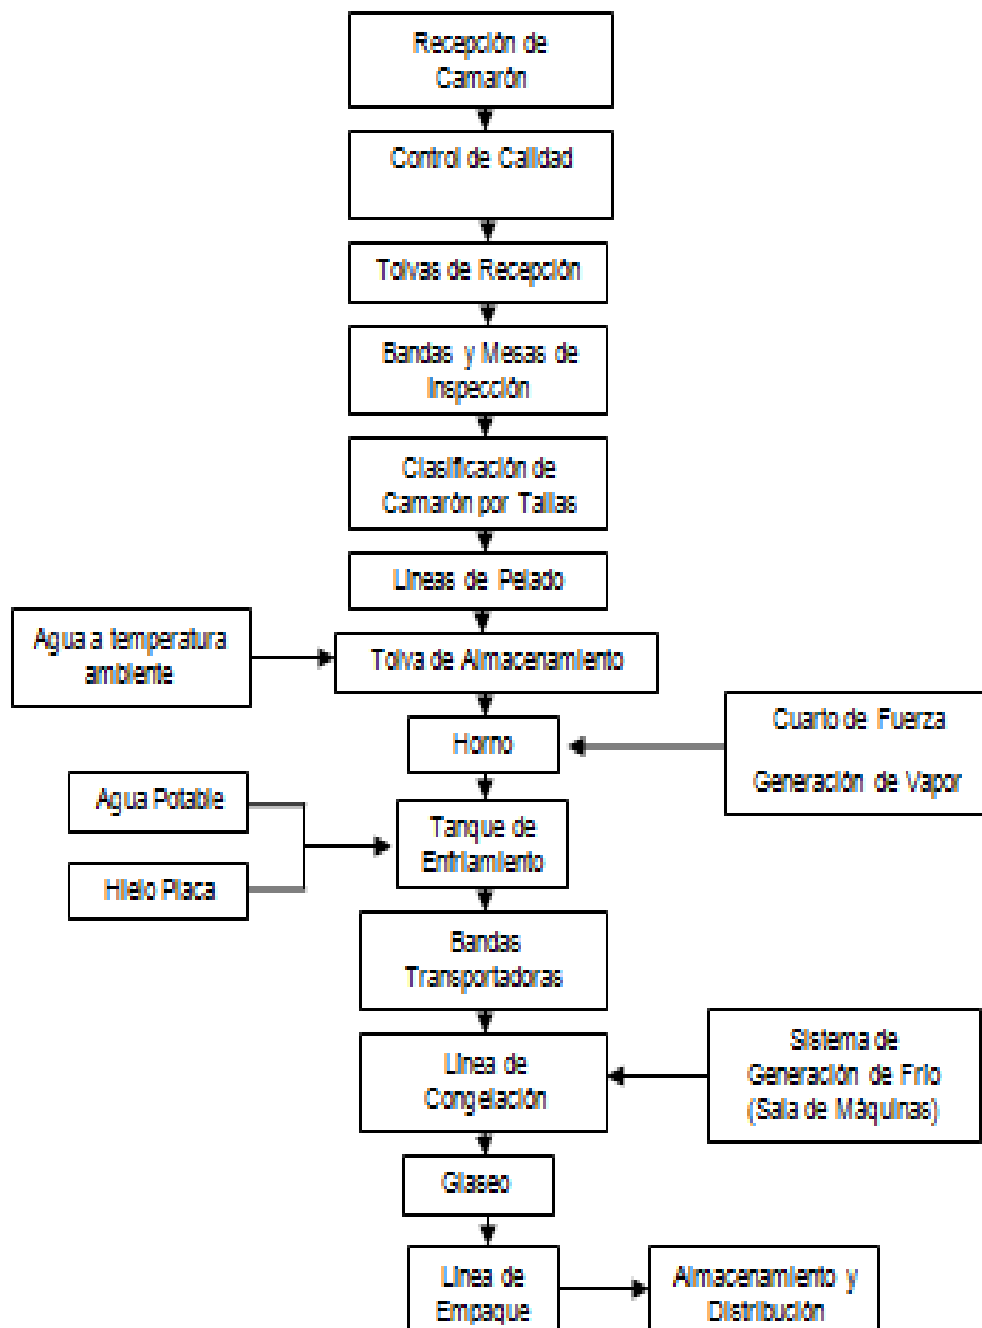 Recepción de
Camarón
Control de Calidad
Tolvas de Recepción
Bandas y Mesas de
Inspección
Clasificación de
Camarón por Tallas
Líneas de Pelado
Agua a temperatura
ambiente
Tolva de Almacenamiento
Horno
Cuarto de Fuerza
Generación de Vapor
Agua Potable
Hielo Placa
Tanque de
Enfriamiento
Bandas
Transportadoras
Línea de
Congelación
Sistema de
Generación de Frío
(Sala de Máquinas)
Glaseo
Línea de
Empaque
Almacenamiento y
Distribución